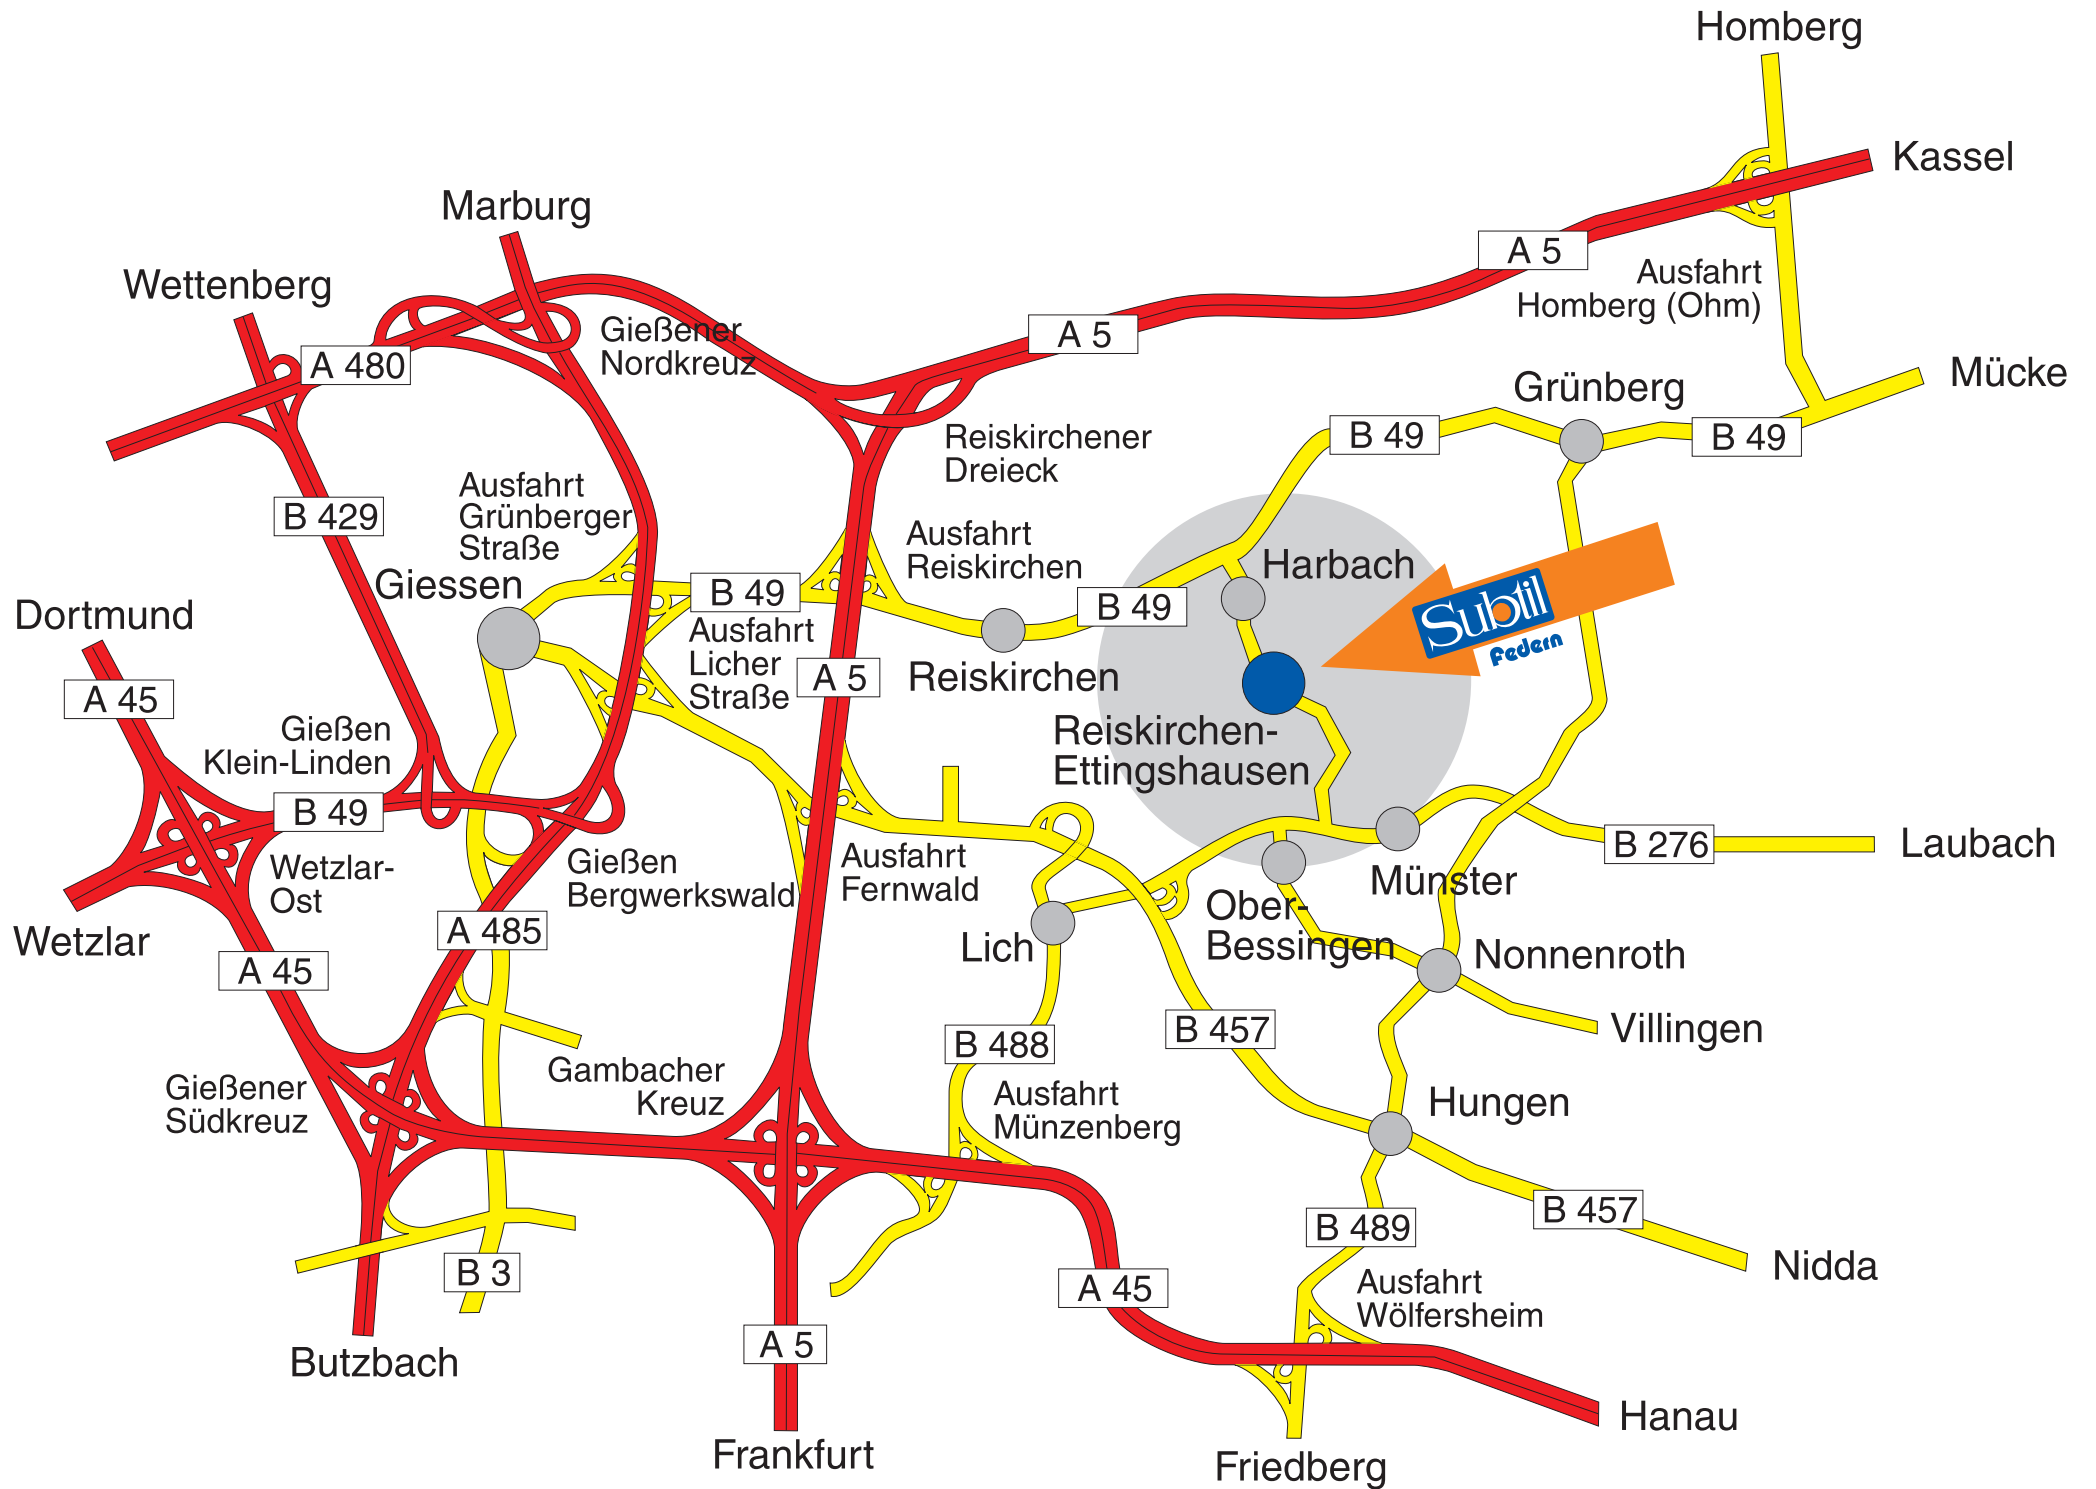 Homberg
Kassel
Marburg
A 5
Wettenberg
Ausfahrt
Homberg (Ohm)
Gießener
Nordkreuz
A 5
A 480
Mücke
Grünberg
Reiskirchener
Dreieck
B 49
B 49
Ausfahrt
Grünberger
Straße
B 429
Ausfahrt
Reiskirchen
Giessen
Harbach
Subtil
Federn
B 49
B 49
Dortmund
Ausfahrt
Licher
Straße
A 5
Reiskirchen
A 45
Gießen
Klein-Linden
Reiskirchen-
Ettingshausen
B 49
B 276
Laubach
Wetzlar-
Ost
Gießen
Bergwerkswald
Ausfahrt
Fernwald
Münster
Ober-
Bessingen
A 485
Wetzlar
Lich
Nonnenroth
A 45
B 488
B 457
Villingen
Gambacher
Kreuz
Gießener
Südkreuz
Ausfahrt
Münzenberg
Hungen
B 457
B 489
B 3
Nidda
A 45
Ausfahrt
Wölfersheim
A 5
Butzbach
Hanau
Frankfurt
Friedberg